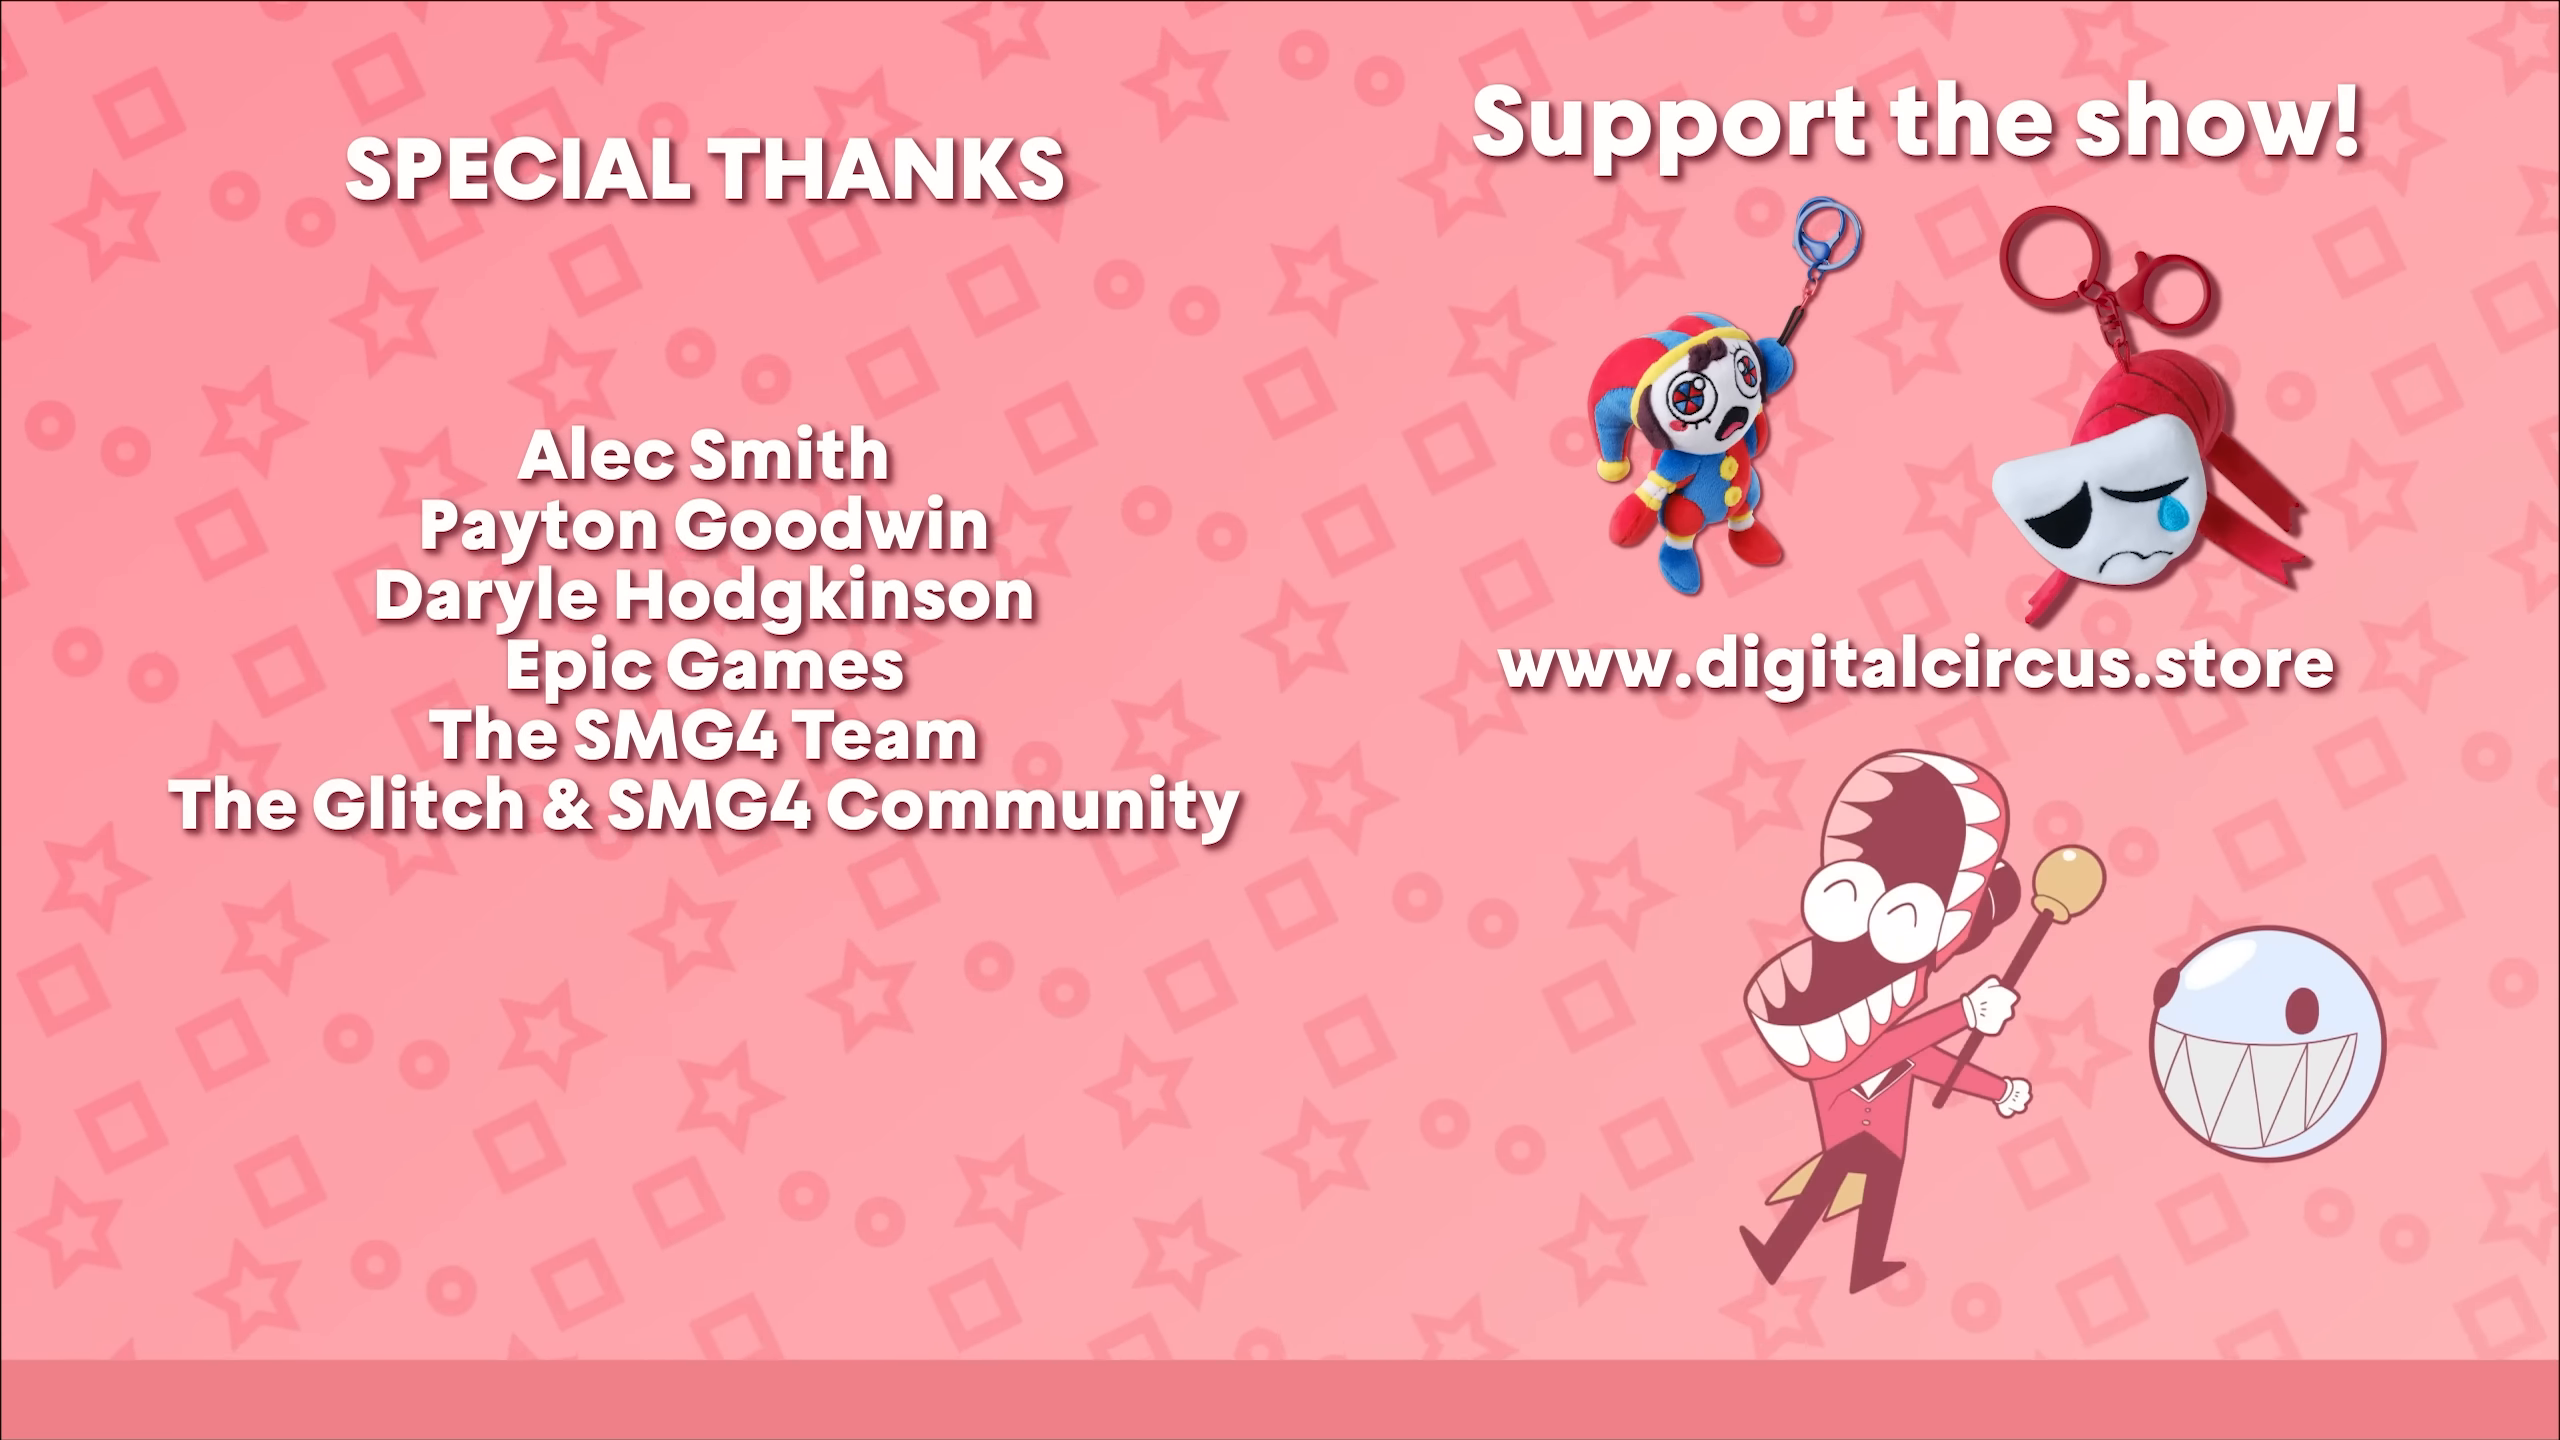 SPECIAL THANKS
Alec Smith
Payton Goodwin
Daryle Hodgkinson
Epic Games
The SMG4 Team
The Glitch & SMG4 Community
Support the show!
www.digitalcircus.store